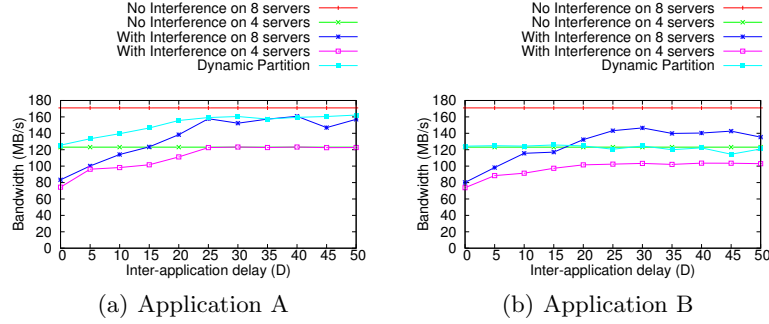 No Interference on 8 servers
No Interference on 4 servers
With Interference on 8 servers
With Interference on 4 servers
Dynamic Partition
180
160
140
120
100
80
60
40
20
0
Bandwidth (MB/s)
0 5 10 15 20 25 30 35 40 45 50
Inter-application delay (D)
(a) Application A
No Interference on 8 servers
No Interference on 4 servers
With Interference on 8 servers
With Interference on 4 servers
Dynamic Partition
180
160
140
120
100
80
60
40
20
0
Bandwidth (MB/s)
0 5 10 15 20 25 30 35 40 45 50
Inter-application delay (D)
(b) Application B